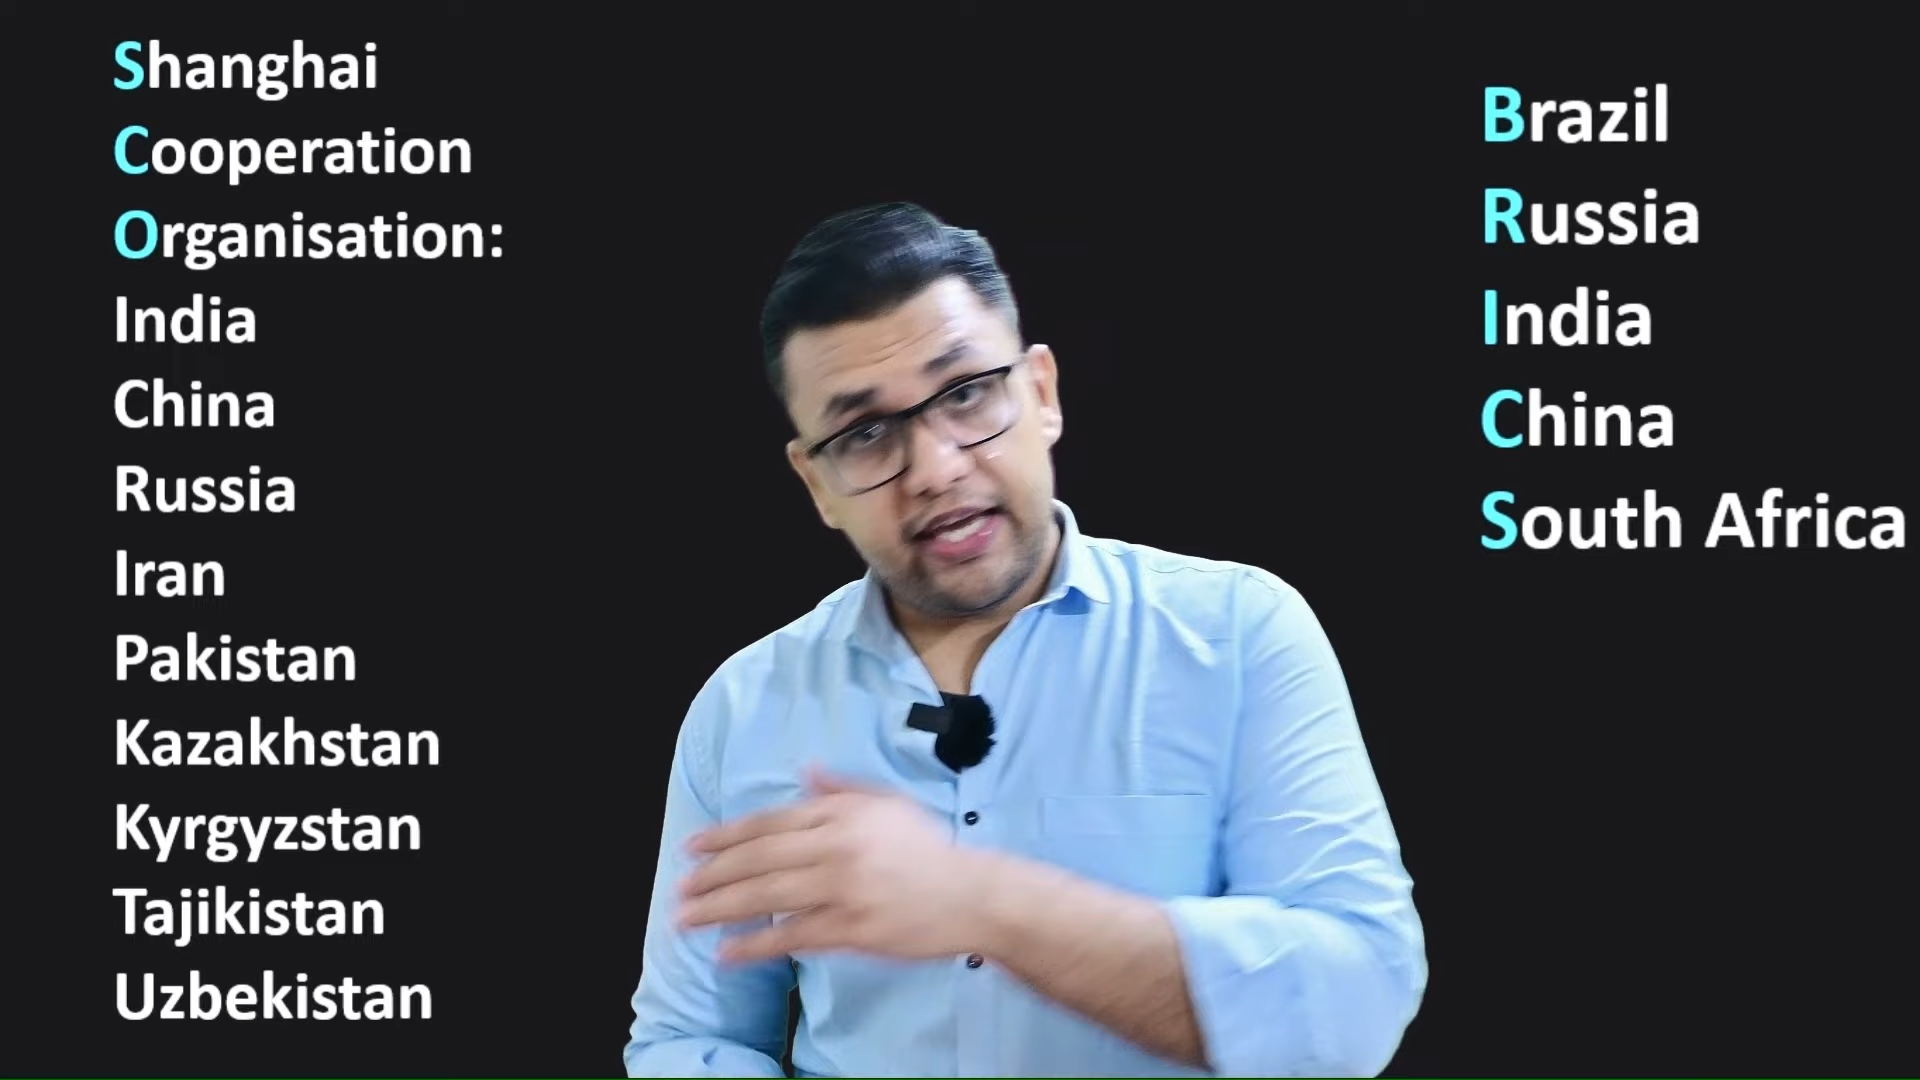 Shanghai
Cooperation
Organisation:
India
China
Russia
Iran
Pakistan
Kazakhstan
Kyrgyzstan
Tajikistan
Uzbekistan
Brazil
Russia
India
China
South Africa